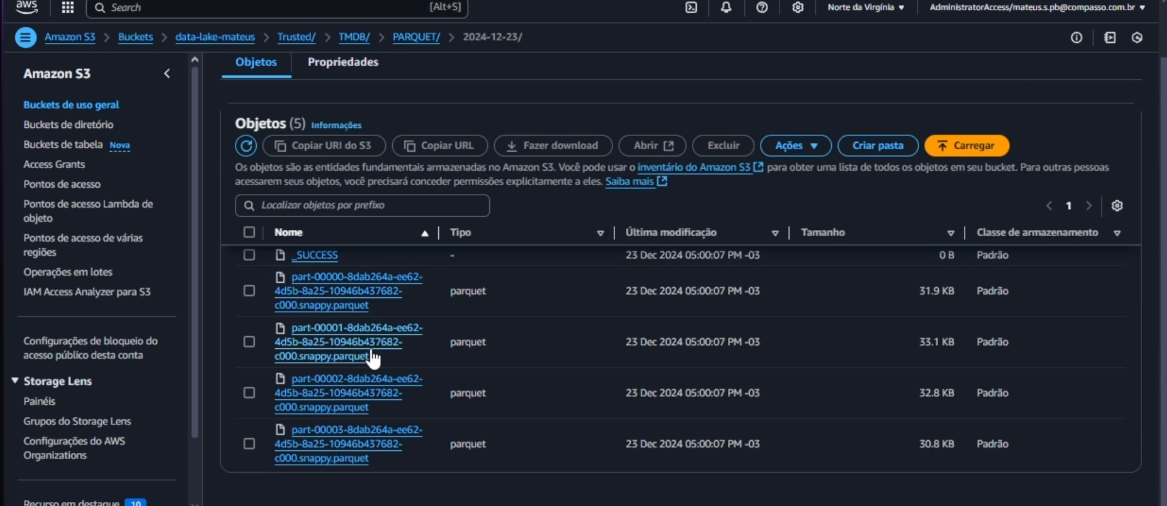 aws
Search
[Alt+S]
Norte da Virgínia
AdministratorAccess/mateus.s.pb@compasso.com.br
Amazon S3 > Buckets > data-lake-mateus > Trusted/ > TMDB/ > PARQUET/ > 2024-12-23/
Amazon S3
Buckets de uso geral
Buckets de diretório
Buckets de tabela Nova
Access Grants
Pontos de acesso
Pontos de acesso Lambda de
objeto
Pontos de acesso de várias
regiões
Operações em lotes
IAM Access Analyzer para S3
Configurações de bloqueio do
acesso público desta conta
Storage Lens
Painéis
Grupos do Storage Lens
Configurações do AWS
Organizations
Recurso em destaque 10
Objetos Propriedades
Objetos (5) Informações
Copiar URI do S3 Copiar URL Fazer download Abrir Excluir Ações Criar pasta Carregar
Os objetos são as entidades fundamentais armazenadas no Amazon S3. Você pode usar o inventário do Amazon S3 para obter uma lista de todos os objetos em seu bucket. Para outras pessoas
acessarem seus objetos, você precisará conceder permissões explicitamente a eles. Saiba mais
Localizar objetos por prefixo
1
Nome Tipo Última modificação Tamanho Classe de armazenamento
_SUCCESS - 23 Dec 2024 05:00:07 PM -03 0 B Padrão
part-00000-8dab264a-ee62-
4d5b-8a25-10946b437682- parquet 23 Dec 2024 05:00:07 PM -03 31.9 KB Padrão
c000.snappy.parquet
part-00001-8dab264a-ee62-
4d5b-8a25-10946b437682- parquet 23 Dec 2024 05:00:07 PM -03 33.1 KB Padrão
c000.snappy.parquet
part-00002-8dab264a-ee62-
4d5b-8a25-10946b437682- parquet 23 Dec 2024 05:00:07 PM -03 32.8 KB Padrão
c000.snappy.parquet
part-00003-8dab264a-ee62-
4d5b-8a25-10946b437682- parquet 23 Dec 2024 05:00:07 PM -03 30.8 KB Padrão
c000.snappy.parquet